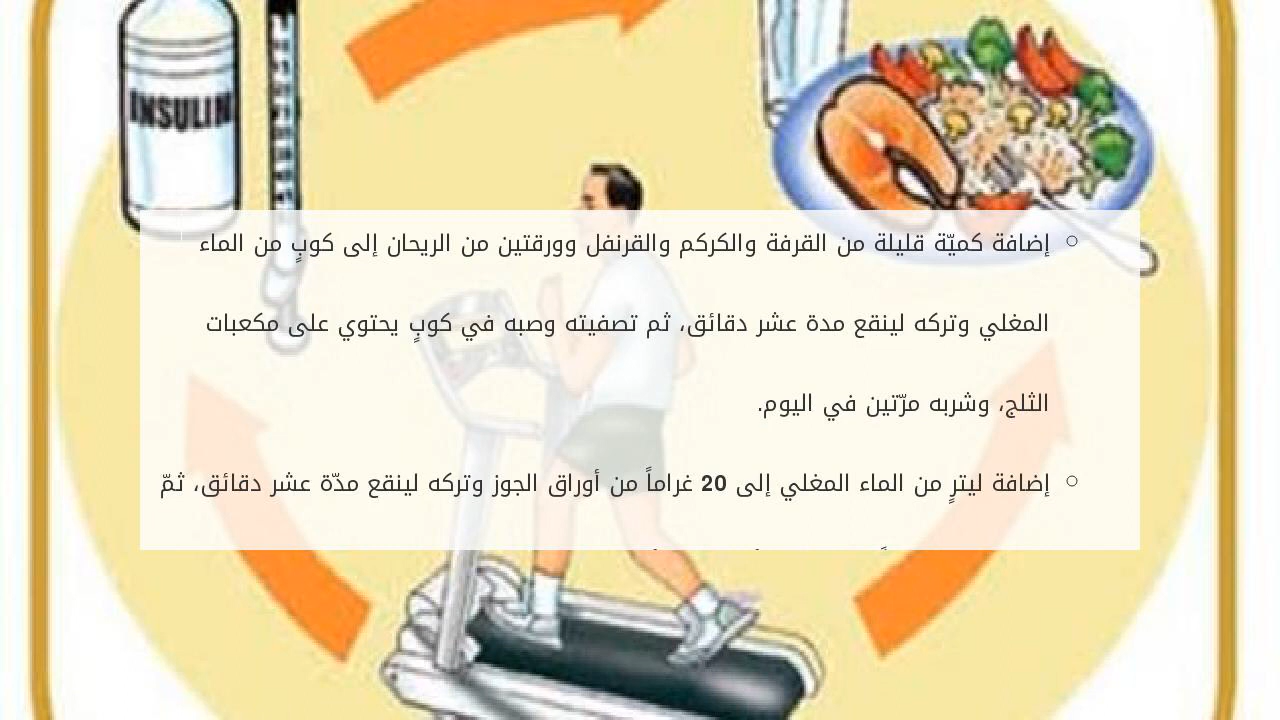 INSULIN
○ إضافة كميّة قليلة من القرفة والكركم والقرنفل وورقتين من الريحان إلى كوبٍ من الماء
المغلي وتركه لينقع مدة عشر دقائق، ثم تصفيته وصبه في كوبٍ يحتوي على مكعبات
الثلج، وشربه مرّتين في اليوم.
○ إضافة ليترٍ من الماء المغلي إلى 20 غراماً من أوراق الجوز وتركه لينقع مدّة عشر دقائق، ثمّ